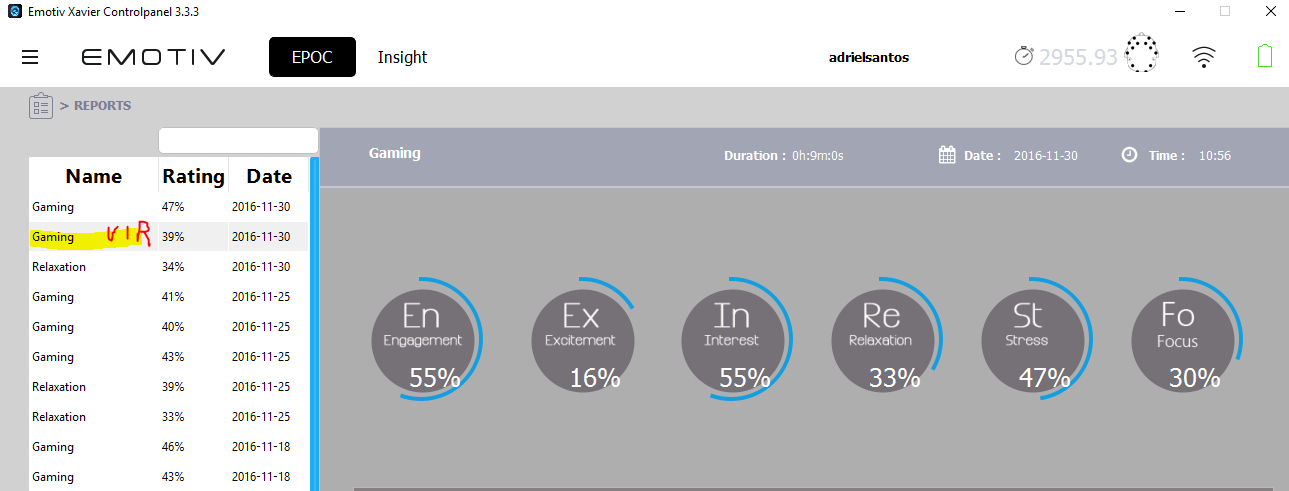 Emotiv Xavier Controlpanel 3.3.3
EMOTIV EPOC Insight adrielsantos 2955.93
> REPORTS
Gaming Duration : 0h:9m:0s Date : 2016-11-30 Time : 10:56
Name Rating Date
Gaming 47% 2016-11-30
Gaming VIR 39% 2016-11-30
Relaxation 34% 2016-11-30
Gaming 41% 2016-11-25
Gaming 40% 2016-11-25
Gaming 43% 2016-11-25
Relaxation 39% 2016-11-25
Relaxation 33% 2016-11-25
Gaming 46% 2016-11-18
Gaming 43% 2016-11-18
En Ex In Re St Fo
Engagement Excitement Interest Relaxation Stress Focus
55% 16% 55% 33% 47% 30%